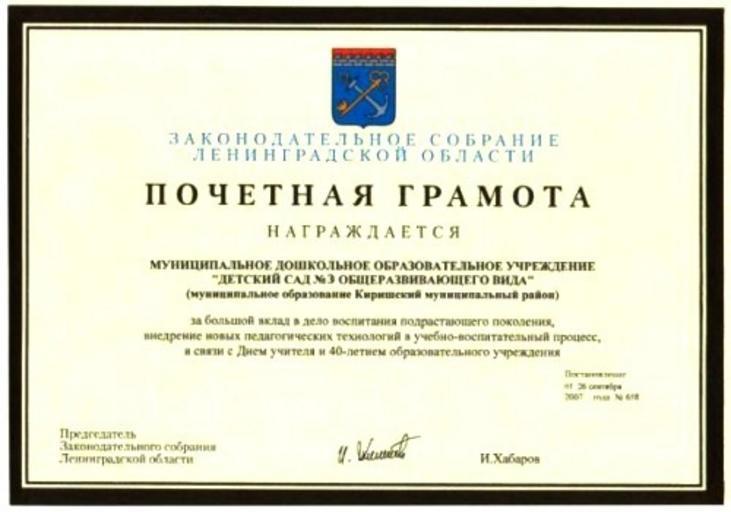 ЗАКОНОДАТЕЛЬНОЕ СОБРАНИЕ
ЛЕНИНГРАДСКОЙ ОБЛАСТИ
ПОЧЕТНАЯ ГРАМОТА
НАГРАЖДАЕТСЯ
МУНИЦИПАЛЬНОЕ ДОШКОЛЬНОЕ ОБРАЗОВАТЕЛЬНОЕ УЧРЕЖДЕНИЕ
"ДЕТСКИЙ САД №3 ОБЩЕРАЗВИВАЮЩЕГО ВИДА"
(муниципальное образование Киришский муниципальный район)
за большой вклад в дело воспитания подрастающего поколения,
внедрение новых педагогических технологий в учебно-воспитательный процесс,
в связи с Днем учителя и 40-летием образовательного учреждения
Постановление
от 26 сентября
2007 года №
Председатель
Законодательного собрания
Ленинградской области
И.Хабаров